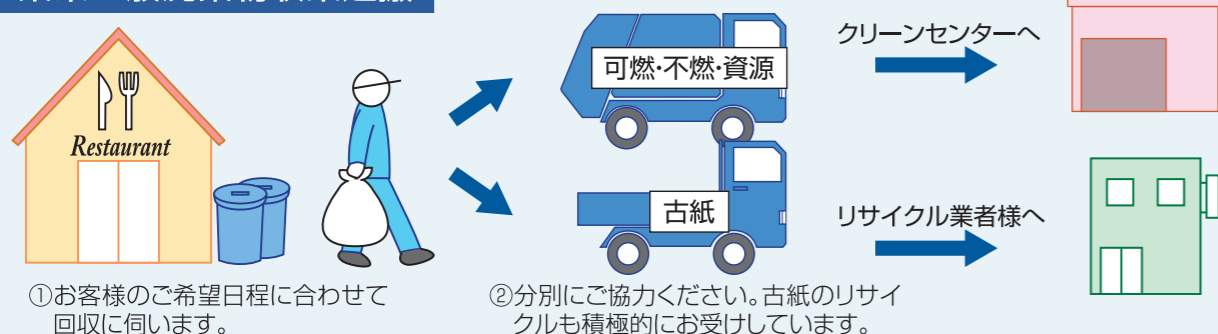 クリーンセンターへ
可燃・不燃・資源
Restaurant
古紙
リサイクル業者様へ
①お客様のご希望日程に合わせて
回収に伺います。
②分別にご協力ください。古紙のリサイ
クルも積極的にお受けしています。